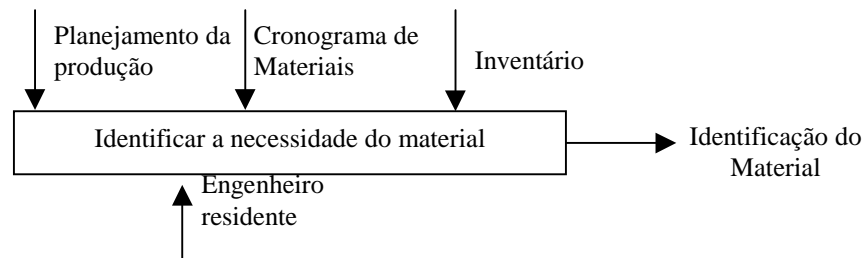 Planejamento da
produção
Cronograma de
Materiais
Inventário
Identificar a necessidade do material
Identificação do
Material
Engenheiro
residente